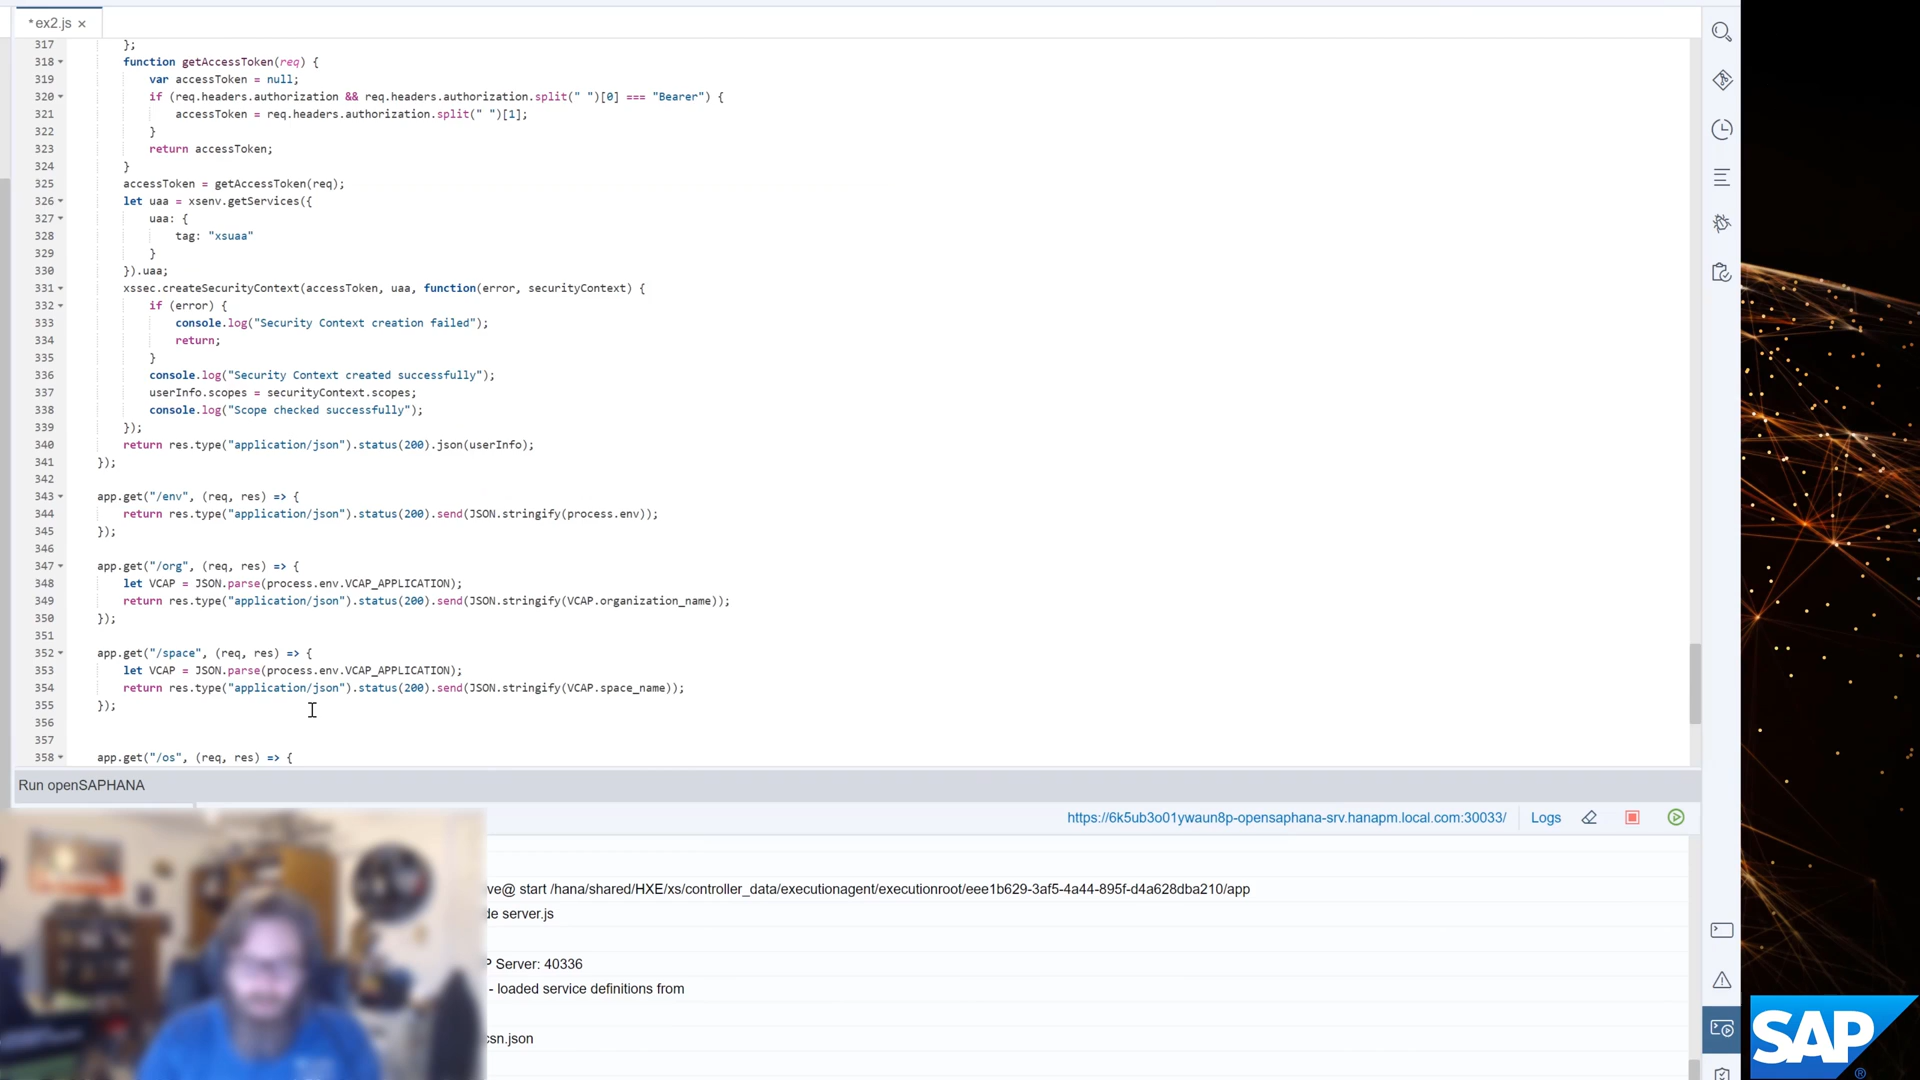 *ex2.js ×
317 };
318 function getAccessToken(req) {
319 var accessToken = null;
320 if (req.headers.authorization && req.headers.authorization.split(" ")[0] === "Bearer") {
321 accessToken = req.headers.authorization.split(" ")[1];
322 }
323 return accessToken;
324 }
325 accessToken = getAccessToken(req);
326 let uaa = xsenv.getServices({
327 uaa: {
328 tag: "xsuaa"
329 }
330 }).uaa;
331 xssec.createSecurityContext(accessToken, uaa, function(error, securityContext) {
332 if (error) {
333 console.log("Security Context creation failed");
334 return;
335 }
336 console.log("Security Context created successfully");
337 userInfo.scopes = securityContext.scopes;
338 console.log("Scope checked successfully");
339 });
340 return res.type("application/json").status(200).json(userInfo);
341 });
342
343 app.get("/env", (req, res) => {
344 return res.type("application/json").status(200).send(JSON.stringify(process.env));
345 });
346
347 app.get("/org", (req, res) => {
348 let VCAP = JSON.parse(process.env.VCAP_APPLICATION);
349 return res.type("application/json").status(200).send(JSON.stringify(VCAP.organization_name));
350 });
351
352 app.get("/space", (req, res) => {
353 let VCAP = JSON.parse(process.env.VCAP_APPLICATION);
354 return res.type("application/json").status(200).send(JSON.stringify(VCAP.space_name));
355 });
356
357
358 app.get("/os", (req, res) => {
Run openSAPHANA
https://6k5ub3o01ywaun8p-opensaphana-srv.hanapm.local.com:30033/ Logs
ve@ start /hana/shared/HXE/xs/controller_data/executionagent/executionroot/eee1b629-3af5-4a44-895f-d4a628dba210/app
de server.js
P Server: 40336
- loaded service definitions from
csn.json
SAP ®